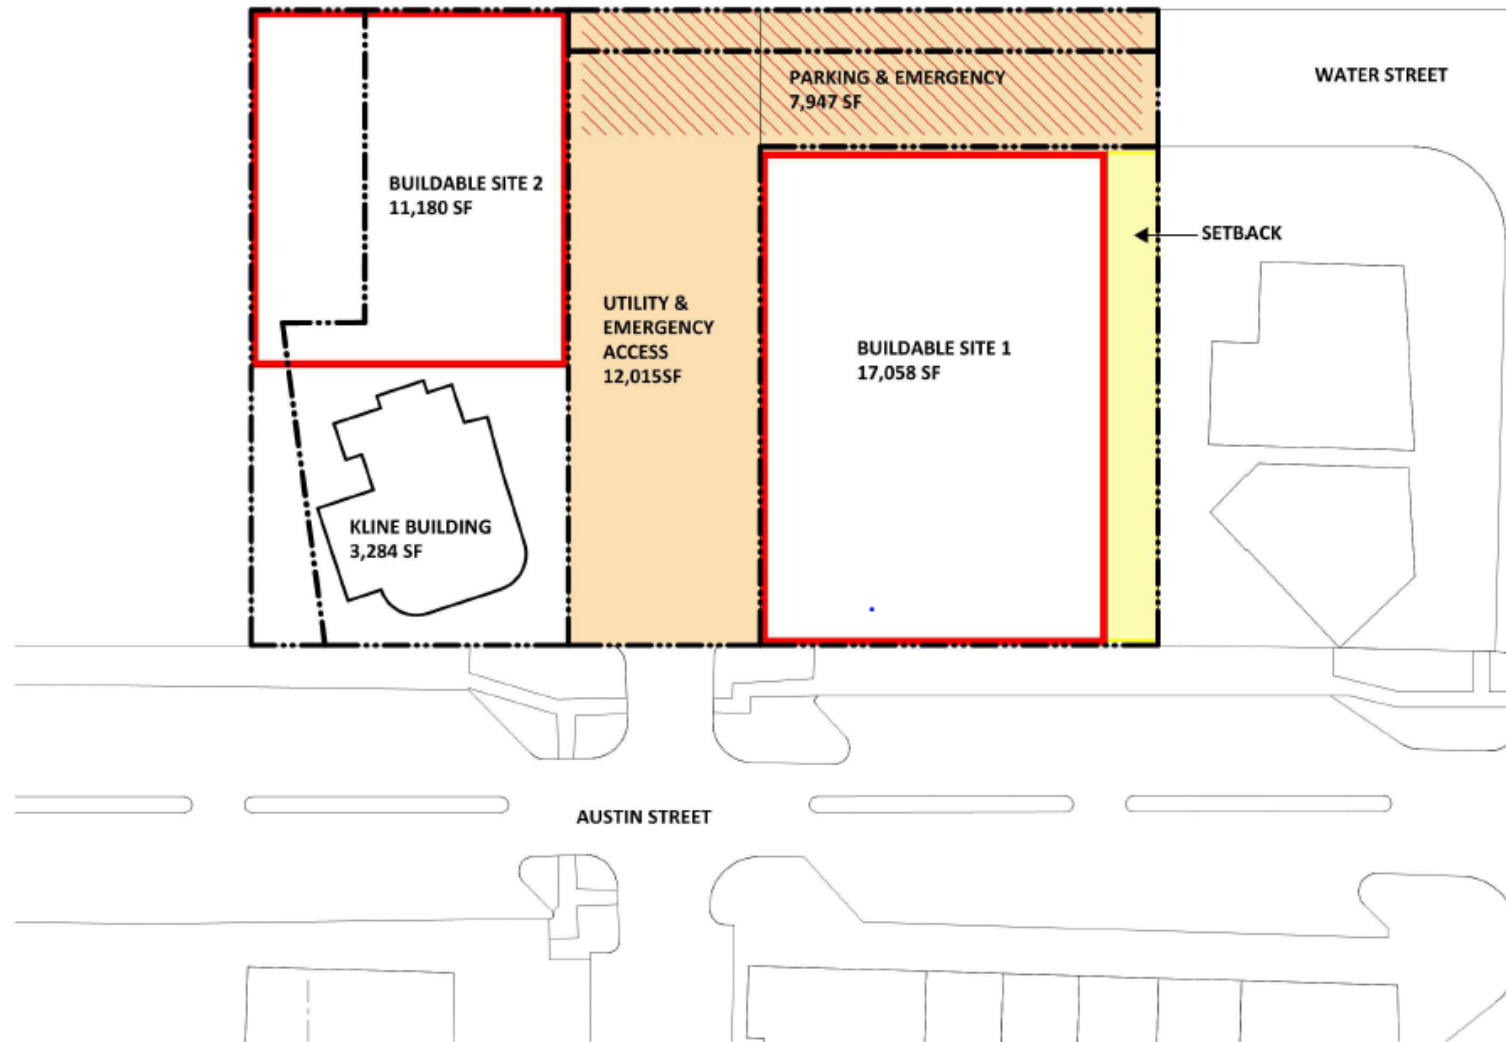 PARKING & EMERGENCY
7,947 SF
WATER STREET
BUILDABLE SITE 2
11,180 SF
SETBACK
UTILITY &
EMERGENCY
ACCESS
12,015SF
BUILDABLE SITE 1
17,058 SF
KLINE BUILDING
3,284 SF
AUSTIN STREET